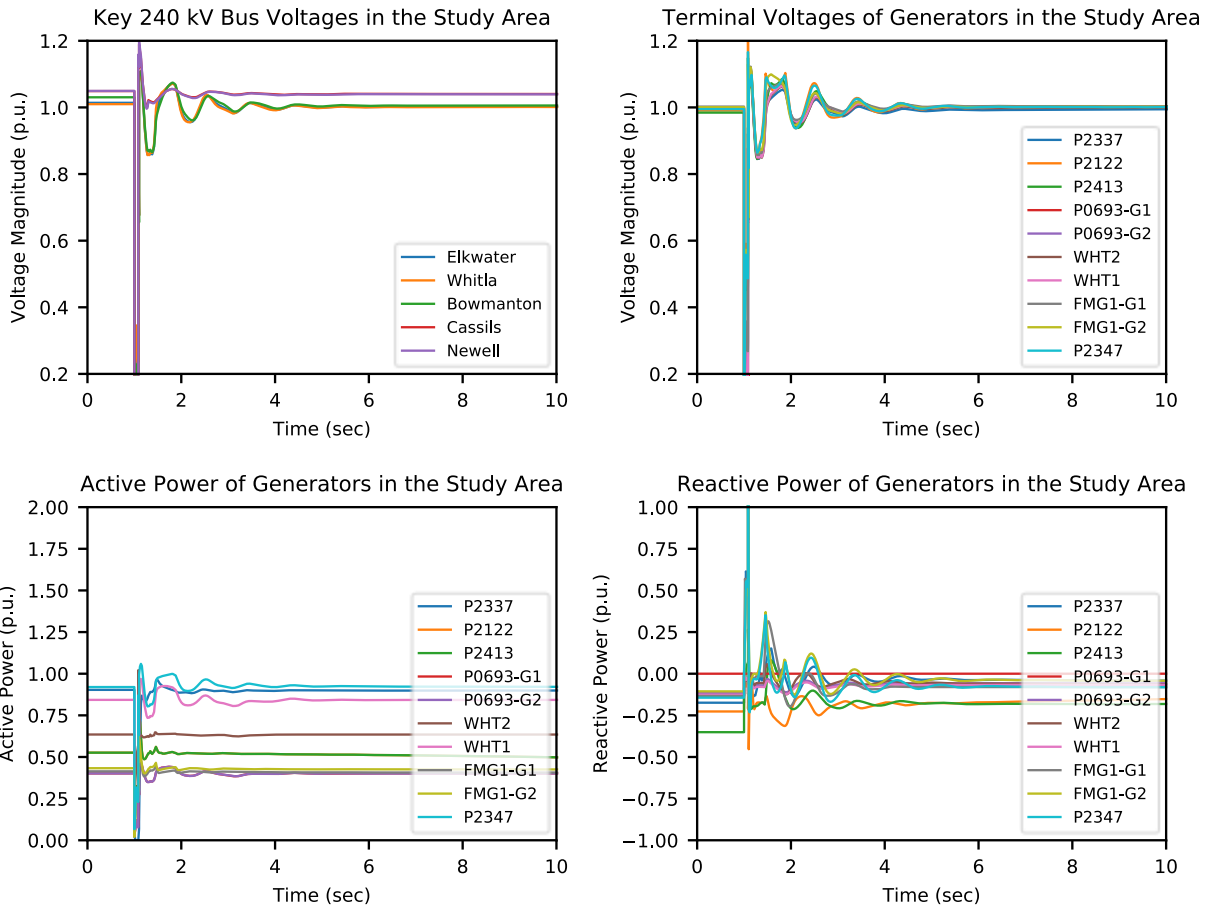 Key 240 kV Bus Voltages in the Study Area
Voltage Magnitude (p.u.)
1.2
1.0
0.8
0.6
0.4
0.2
Elkwater
Whitla
Bowmanton
Cassils
Newell
0 2 4 6 8 10
Time (sec)
Terminal Voltages of Generators in the Study Area
Voltage Magnitude (p.u.)
1.2
1.0
0.8
0.6
0.4
0.2
P2337
P2122
P2413
P0693-G1
P0693-G2
WHT2
WHT1
FMG1-G1
FMG1-G2
P2347
0 2 4 6 8 10
Time (sec)
Active Power of Generators in the Study Area
Active Power (p.u.)
2.00
1.75
1.50
1.25
1.00
0.75
0.50
0.25
0.00
P2337
P2122
P2413
P0693-G1
P0693-G2
WHT2
WHT1
FMG1-G1
FMG1-G2
P2347
0 2 4 6 8 10
Time (sec)
Reactive Power of Generators in the Study Area
Reactive Power (p.u.)
1.00
0.75
0.50
0.25
0.00
−0.25
−0.50
−0.75
−1.00
P2337
P2122
P2413
P0693-G1
P0693-G2
WHT2
WHT1
FMG1-G1
FMG1-G2
P2347
0 2 4 6 8 10
Time (sec)